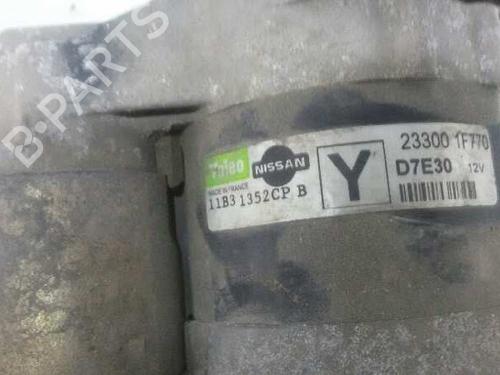 B-PARTS
Valeo
NISSAN
MADE IN FRANCE
11B3 1352CP B
Y
23300 1F770
D7E30 12V